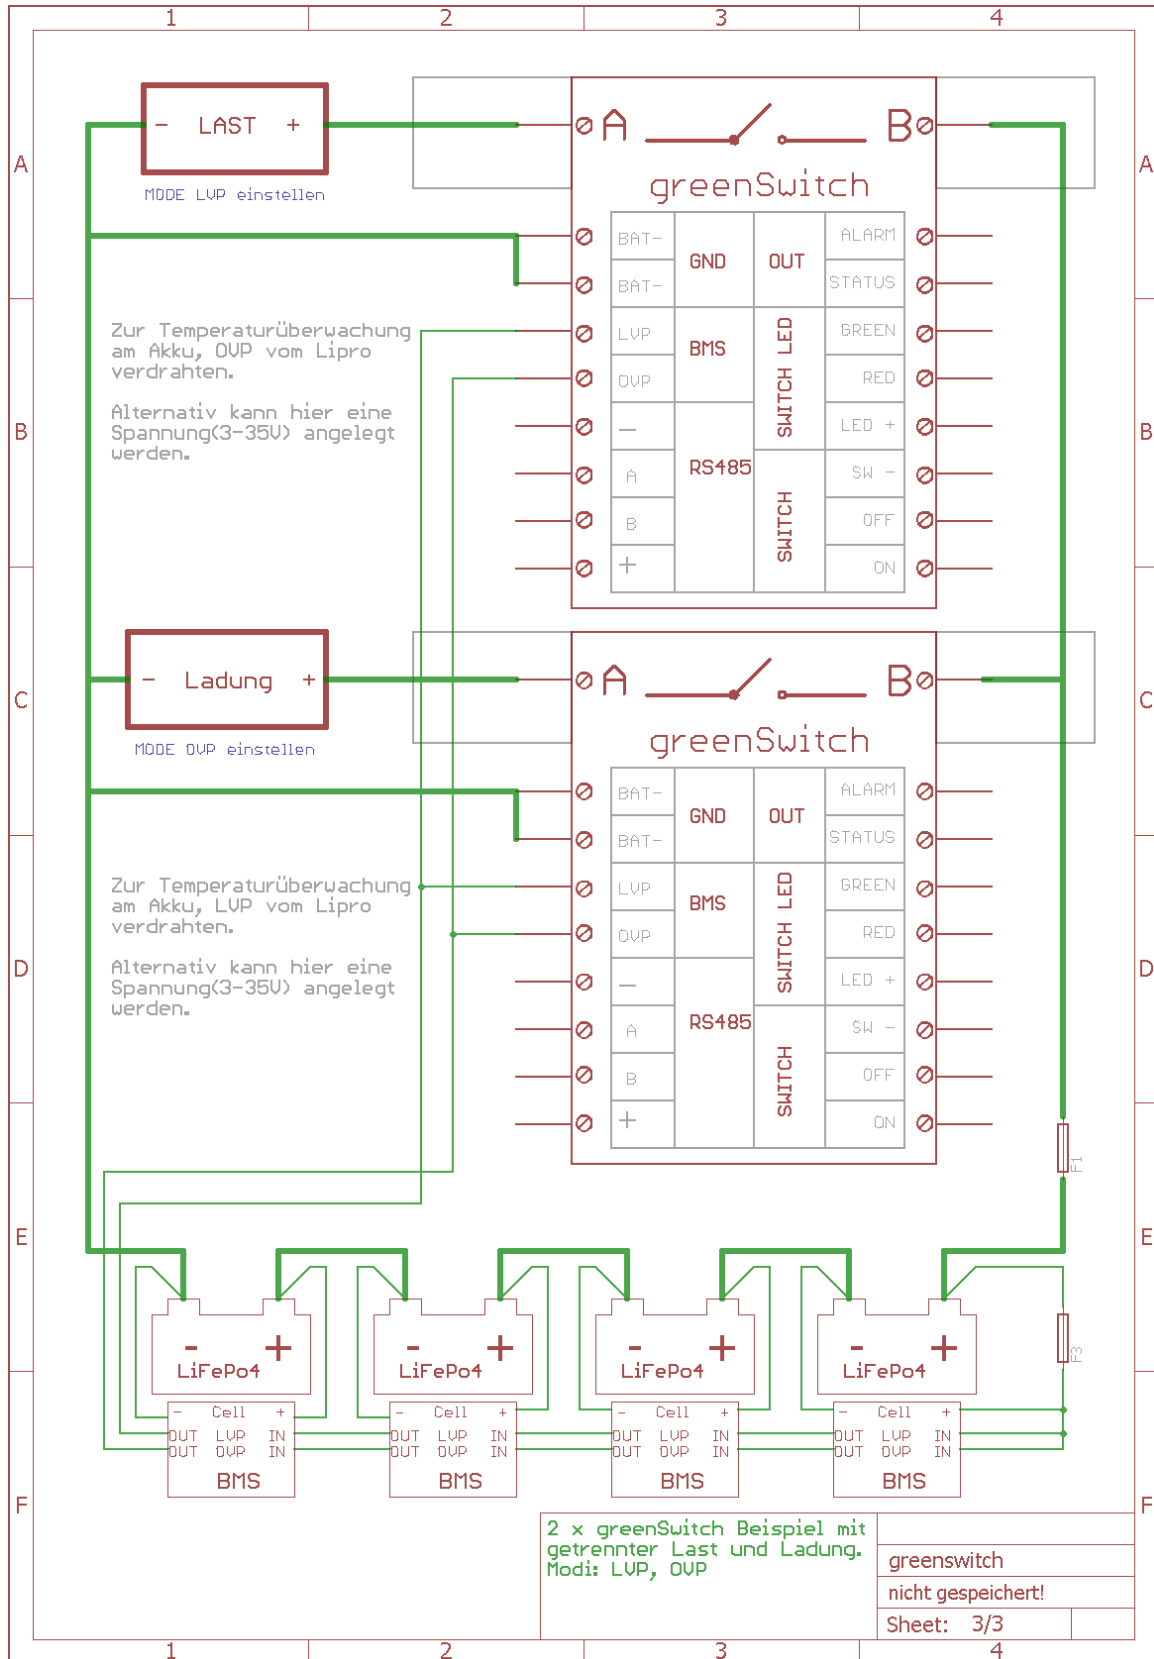 1 2 3 4
A A
− LAST +
MODE LVP einstellen
A B
greenSwitch
BAT- GND OUT ALARM
BAT- STATUS
LVP BMS SWITCH LED GREEN
OVP RED
− LED +
A RS485 SWITCH SW −
B OFF
+ ON
Zur Temperaturüberwachung
am Akku, OVP vom Lipro
verdrahten.
Alternativ kann hier eine
Spannung(3-35V) angelegt
werden.
B B
C C
− Ladung +
MODE OVP einstellen
A B
greenSwitch
BAT- GND OUT ALARM
BAT- STATUS
LVP BMS SWITCH LED GREEN
OVP RED
− LED +
A RS485 SWITCH SW −
B OFF
+ ON
Zur Temperaturüberwachung
am Akku, LVP vom Lipro
verdrahten.
Alternativ kann hier eine
Spannung(3-35V) angelegt
werden.
D D
F1
E E
- + - + - + - +
LiFePo4 LiFePo4 LiFePo4 LiFePo4
F3
− Cell + − Cell + − Cell + − Cell +
OUT LVP IN OUT LVP IN OUT LVP IN OUT LVP IN
OUT OVP IN OUT OVP IN OUT OVP IN OUT OVP IN
BMS BMS BMS BMS
F F
2 x greenSwitch Beispiel mit
getrennter Last und Ladung.
Modi: LVP, OVP
greenswitch
nicht gespeichert!
Sheet: 3/3
1 2 3 4